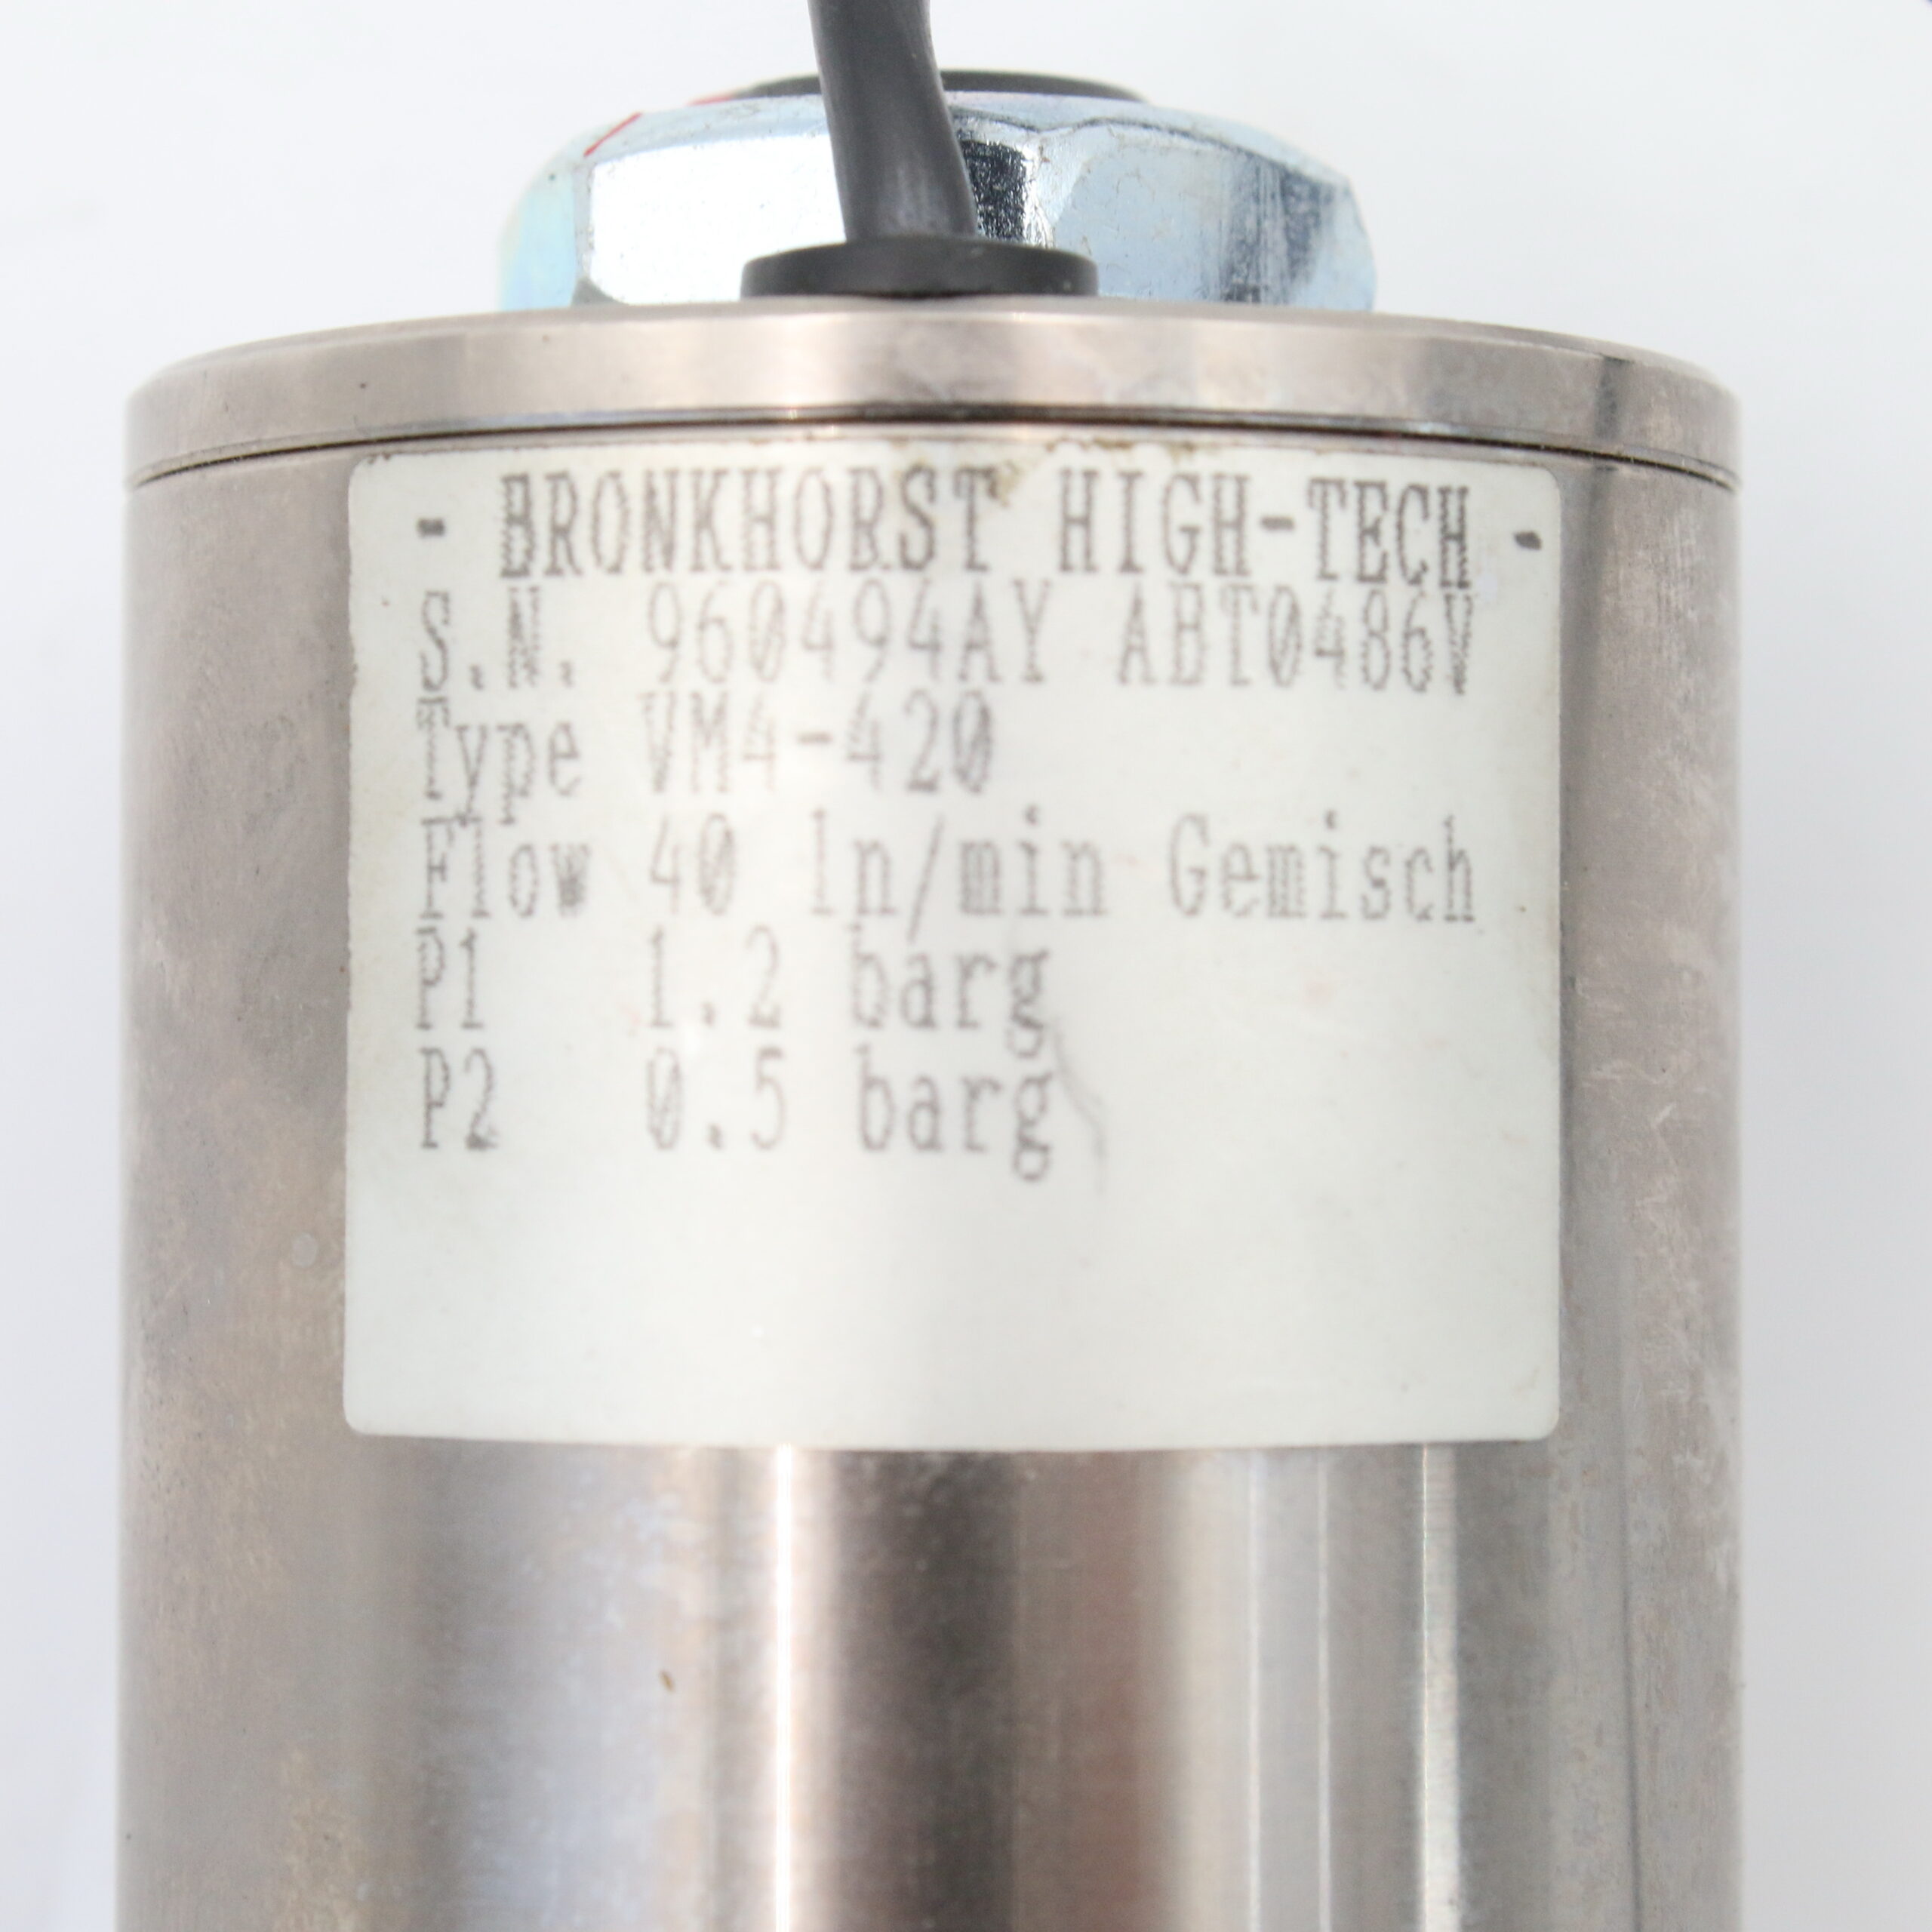 - BRONKHORST HIGH-TECH -
S.N. 960494AY ABT0486V
Type VM4-420
Flow 40 ln/min Gemisch
P1 1.2 barg
P2 0.5 barg